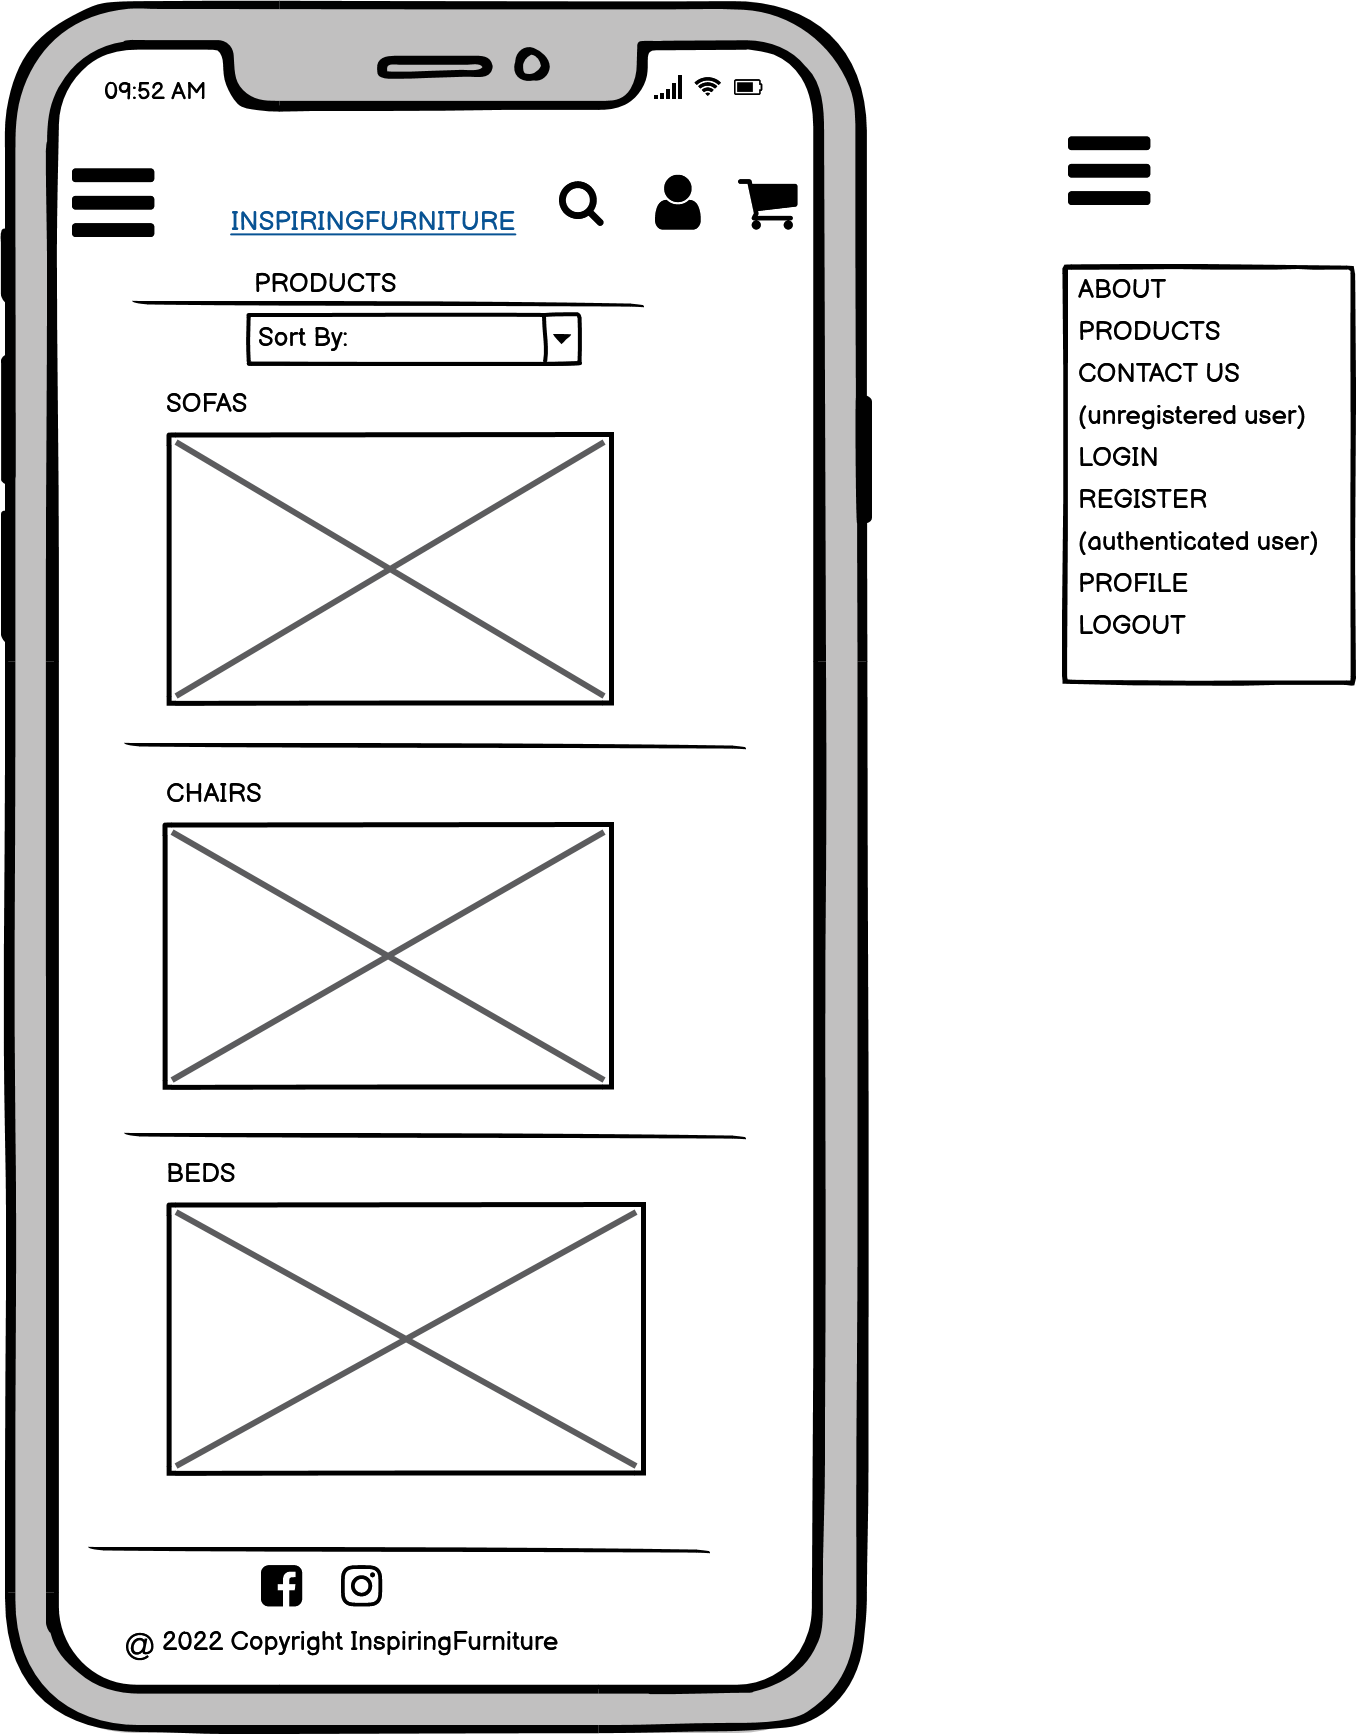 09:52 AM
INSPIRINGFURNITURE
PRODUCTS
Sort By:
SOFAS
CHAIRS
BEDS
@ 2022 Copyright InspiringFurniture
ABOUT
PRODUCTS
CONTACT US
(unregistered user)
LOGIN
REGISTER
(authenticated user)
PROFILE
LOGOUT